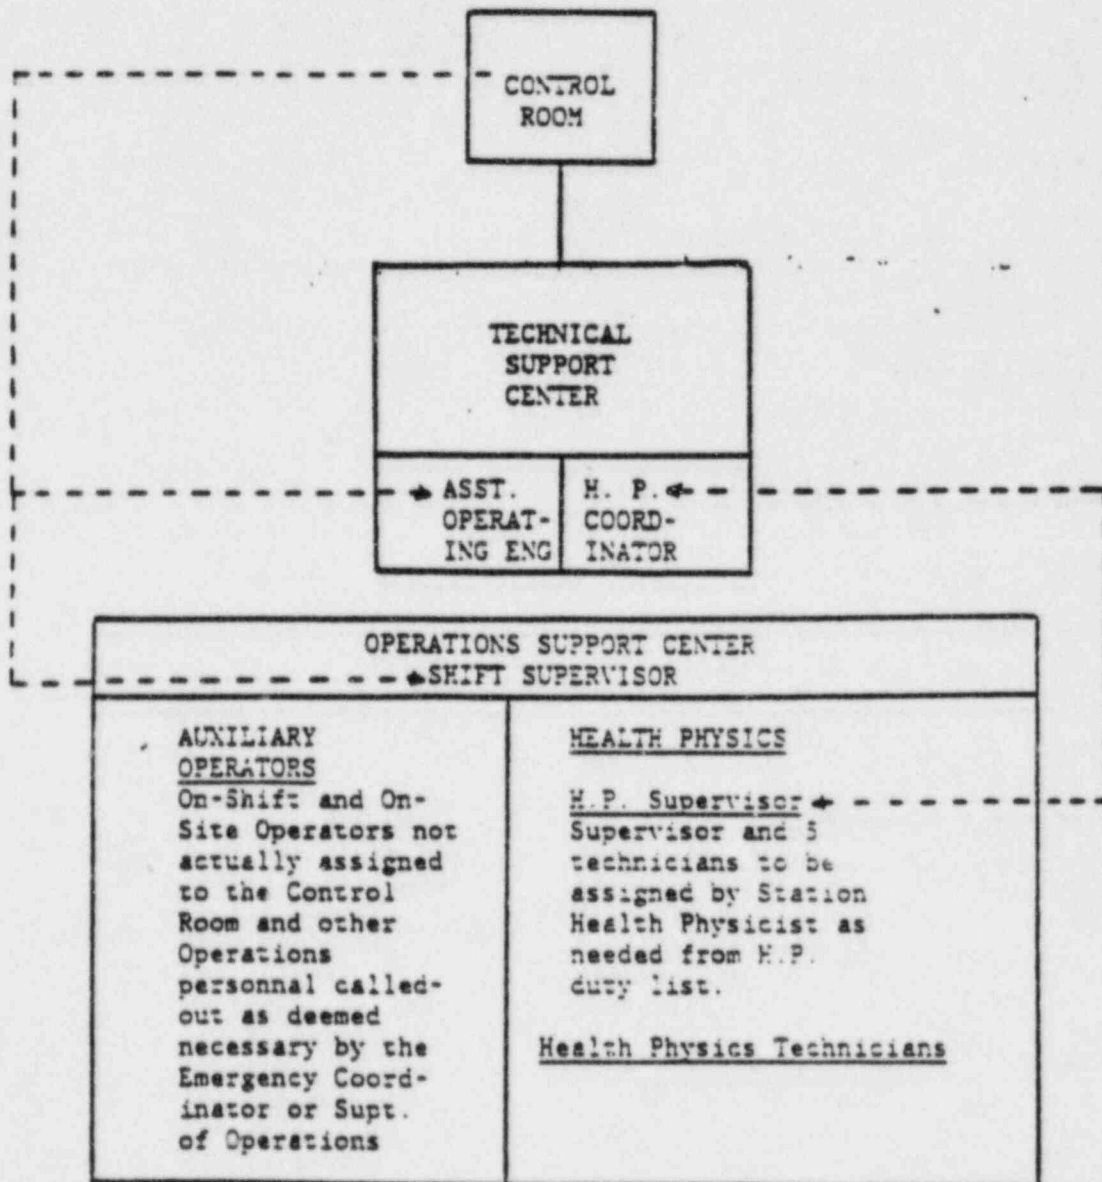 CONTROL
ROOM
TECHNICAL
SUPPORT
CENTER
ASST.
OPERAT-
ING ENG
H. P.
COORD-
INATOR
OPERATIONS SUPPORT CENTER
SHIFT SUPERVISOR
AUXILIARY
OPERATORS
On-Shift and On-
Site Operators not
actually assigned
to the Control
Room and other
Operations
personnal called-
out as deemed
necessary by the
Emergency Coord-
inator or Supt.
of Operations
HEALTH PHYSICS
H.P. Supervisor
Supervisor and 5
technicians to be
assigned by Station
Health Physicist as
needed from H.P.
duty list.
Health Physics Technicians